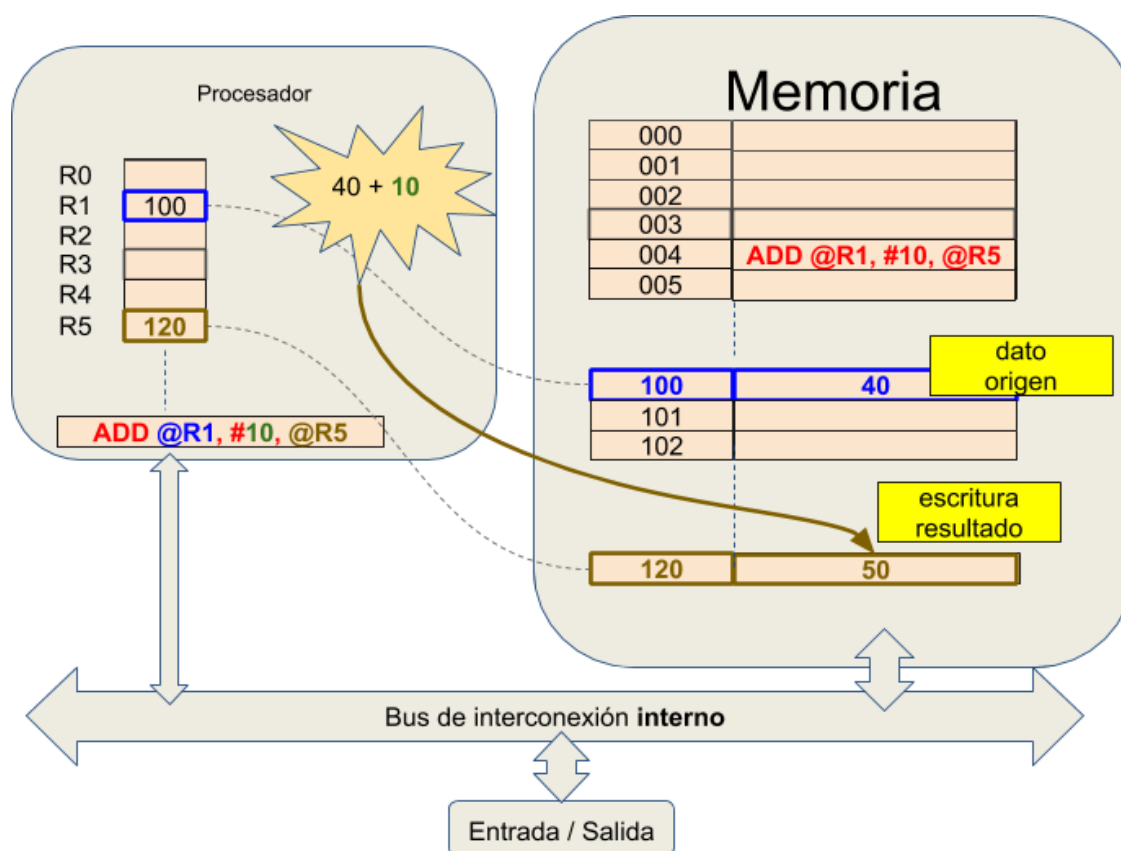 Procesador
40 + 10
R0
R1 100
R2
R3
R4
R5 120
ADD @R1, #10, @R5
Memoria
000
001
002
003
004 ADD @R1, #10, @R5
005
dato
origen
100 40
101
102
escritura
resultado
120 50
Bus de interconexión interno
Entrada / Salida